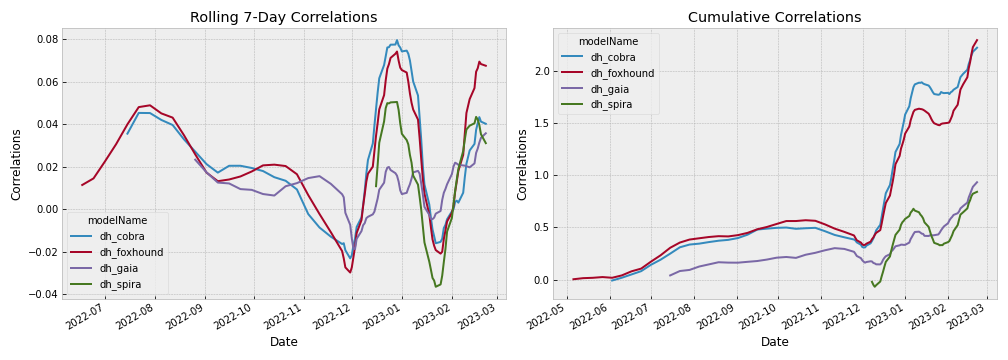 Rolling 7-Day Correlations
0.08
0.06
0.04
0.02
0.00
−0.02
−0.04
Correlations
modelName
dh_cobra
dh_foxhound
dh_gaia
dh_spira
2022-07
2022-08
2022-09
2022-10
2022-11
2022-12
2023-01
2023-02
2023-03
Date
Cumulative Correlations
2.0
1.5
1.0
0.5
0.0
Correlations
modelName
dh_cobra
dh_foxhound
dh_gaia
dh_spira
2022-05
2022-06
2022-07
2022-08
2022-09
2022-10
2022-11
2022-12
2023-01
2023-02
2023-03
Date